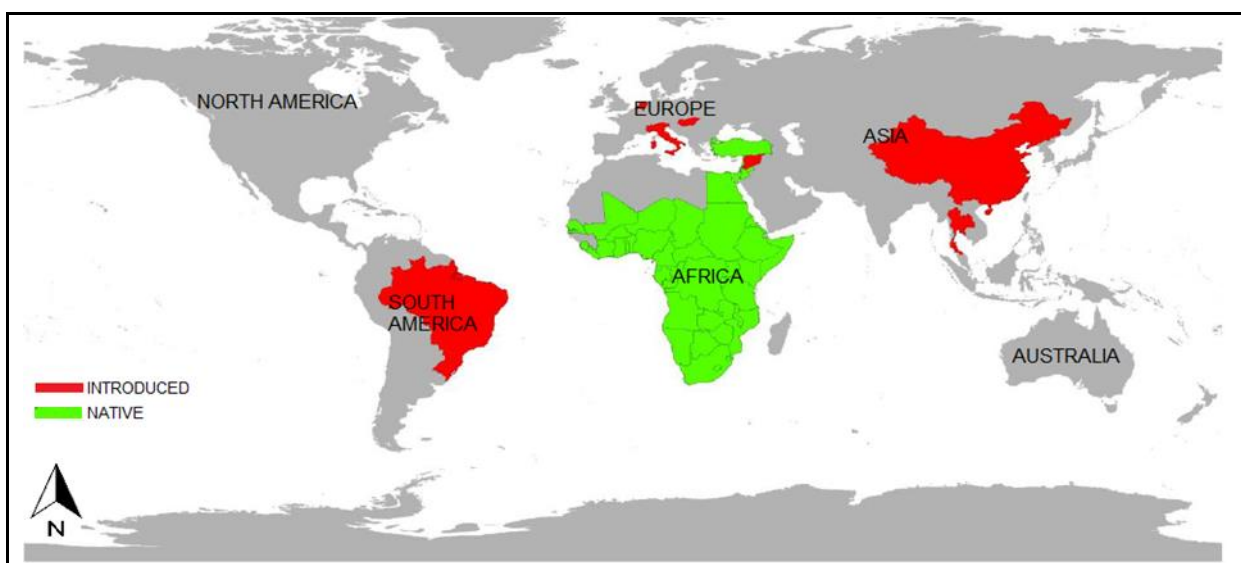 NORTH AMERICA
EUROPE
ASIA
AFRICA
SOUTH
AMERICA
AUSTRALIA
INTRODUCED
NATIVE
N